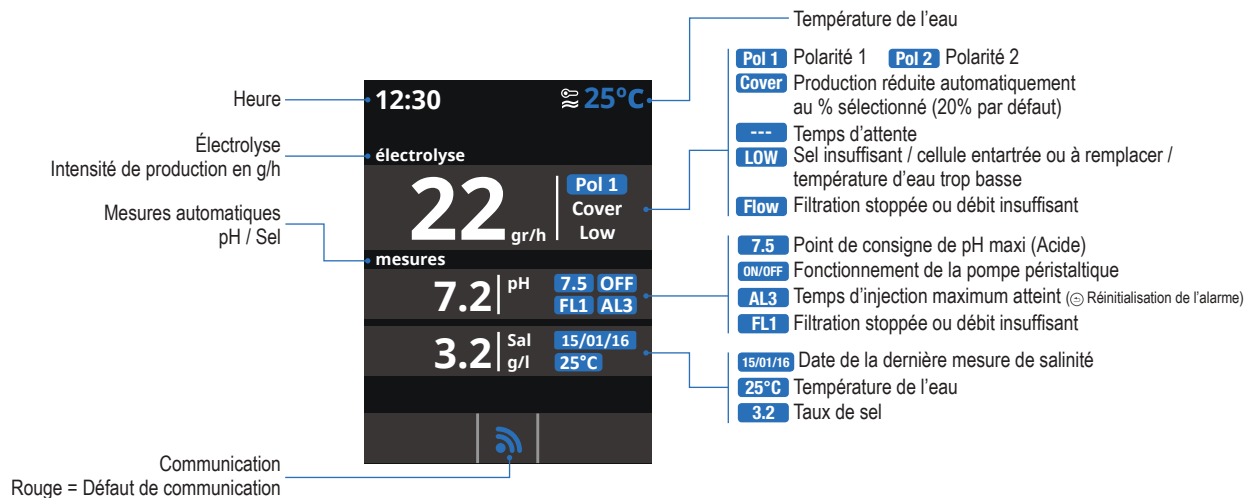 Heure
Électrolyse
Intensité de production en g/h
Mesures automatiques
pH / Sel
Communication
Rouge = Défaut de communication
12:30
25°C
électrolyse
22 gr/h
Pol 1
Cover
Low
mesures
7.2 pH
7.5 OFF
FL1 AL3
3.2 Sal
g/l
15/01/16
25°C
Température de l'eau
Pol 1 Polarité 1 Pol 2 Polarité 2
Cover Production réduite automatiquement
au % sélectionné (20% par défaut)
--- Temps d'attente
LOW Sel insuffisant / cellule entartrée ou à remplacer /
température d'eau trop basse
Flow Filtration stoppée ou débit insuffisant
7.5 Point de consigne de pH maxi (Acide)
ON/OFF Fonctionnement de la pompe péristaltique
AL3 Temps d'injection maximum atteint (⊝ Réinitialisation de l'alarme)
FL1 Filtration stoppée ou débit insuffisant
15/01/16 Date de la dernière mesure de salinité
25°C Température de l'eau
3.2 Taux de sel